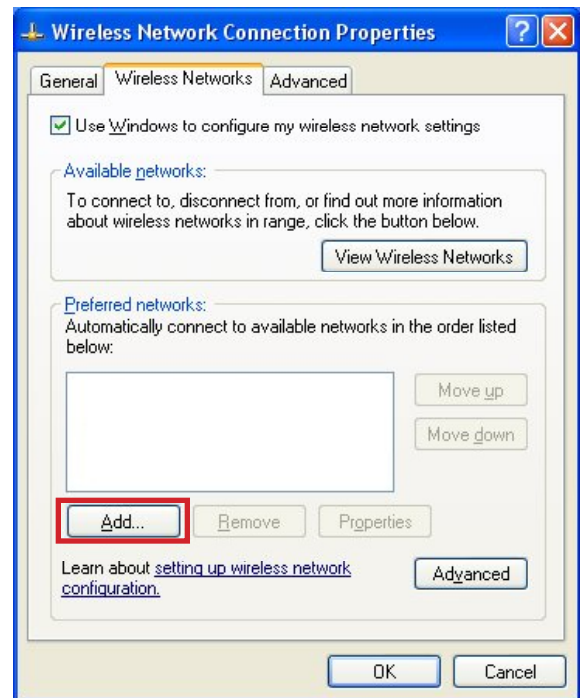 Wireless Network Connection Properties
General
Wireless Networks
Advanced
Use Windows to configure my wireless network settings
Available networks:
To connect to, disconnect from, or find out more information
about wireless networks in range, click the button below.
View Wireless Networks
Preferred networks:
Automatically connect to available networks in the order listed
below:
Move up
Move down
Add...
Remove
Properties
Learn about setting up wireless network
configuration.
Advanced
OK
Cancel